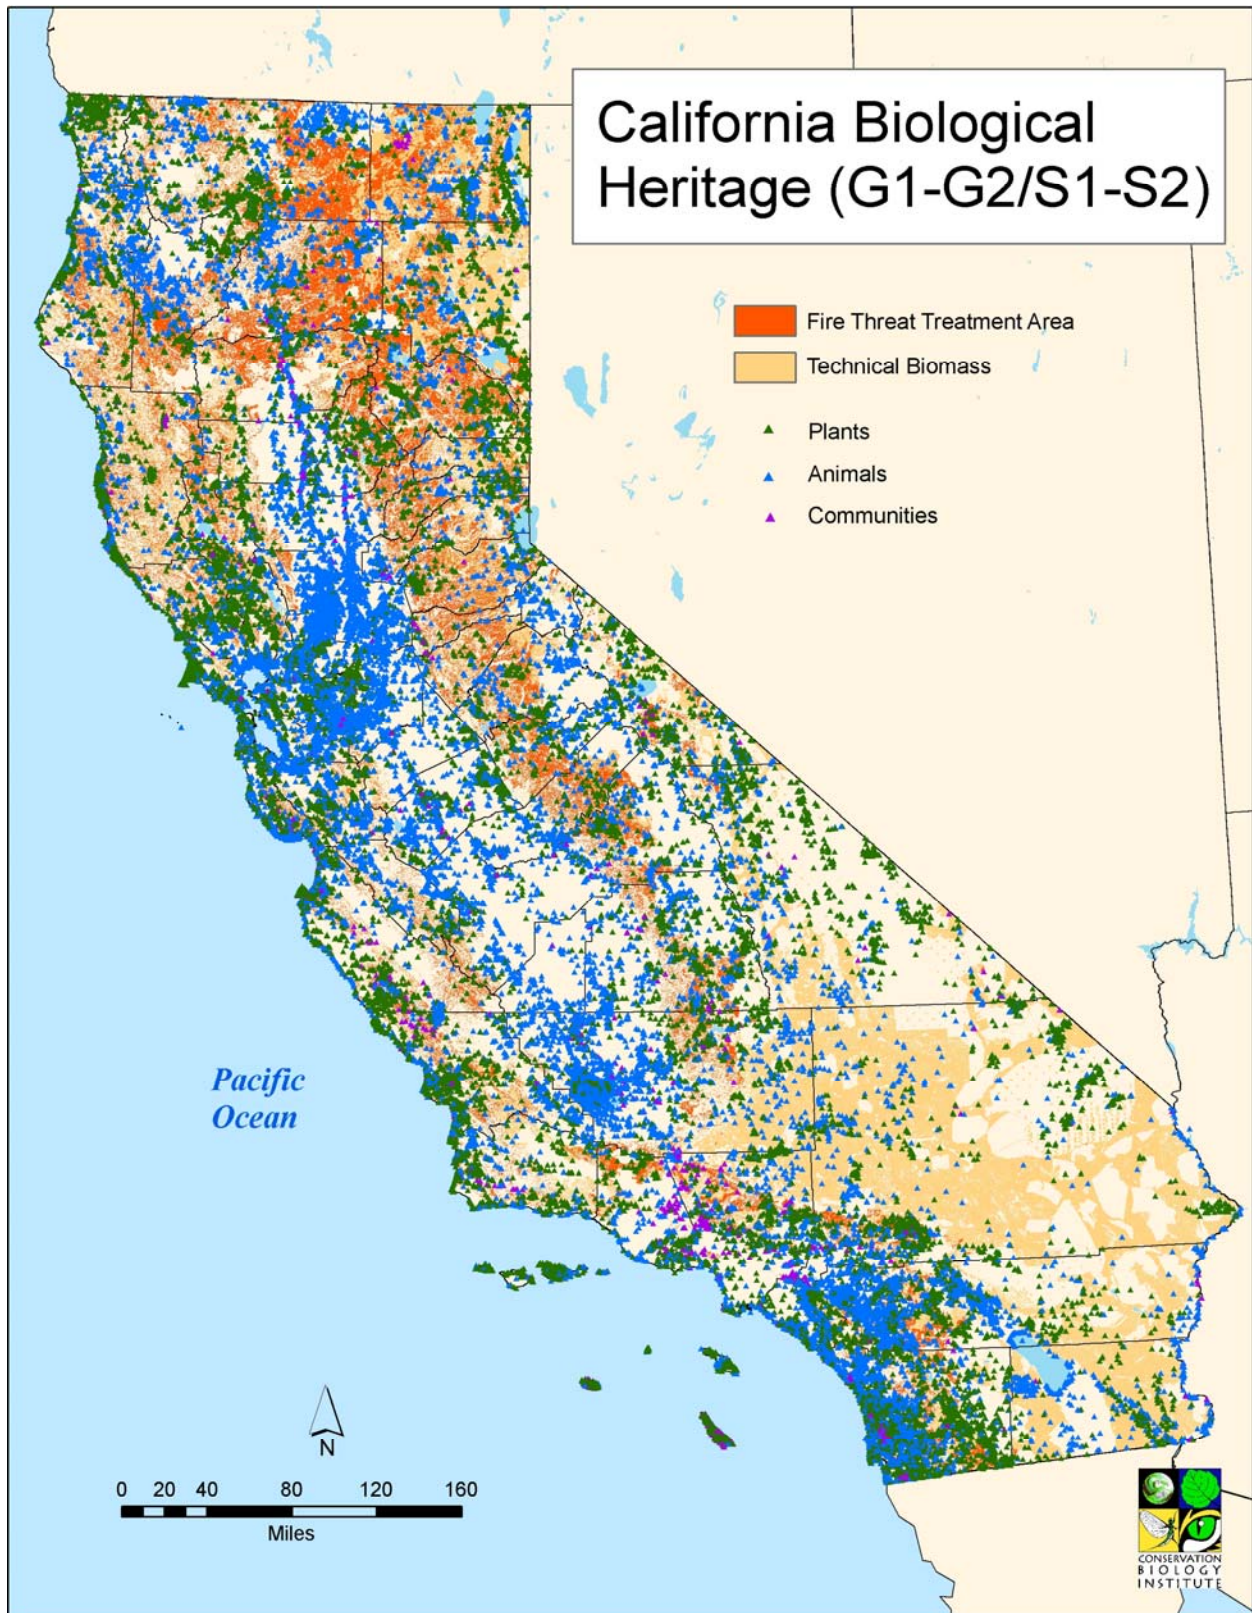 California Biological
Heritage (G1-G2/S1-S2)
Fire Threat Treatment Area
Technical Biomass
Plants
Animals
Communities
Pacific
Ocean
N
0 20 40 80 120 160
Miles
CONSERVATION
BIOLOGY
INSTITUTE